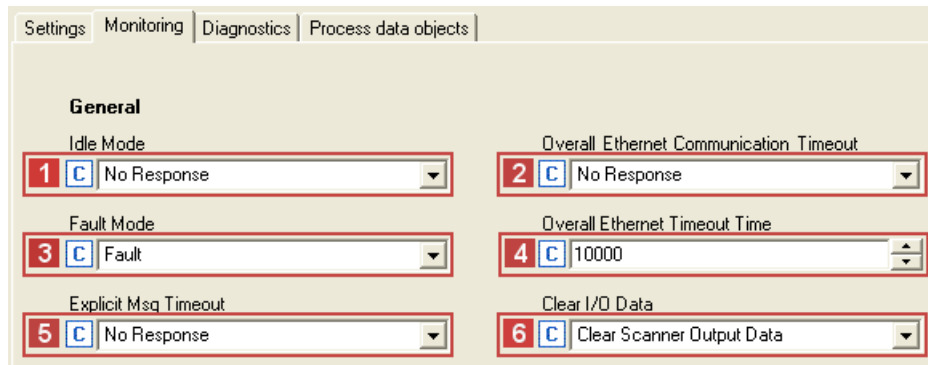 Settings Monitoring Diagnostics Process data objects
General
Idle Mode Overall Ethernet Communication Timeout
1 C No Response 2 C No Response
Fault Mode Overall Ethernet Timeout Time
3 C Fault 4 C 10000
Explicit Msg Timeout Clear I/O Data
5 C No Response 6 C Clear Scanner Output Data